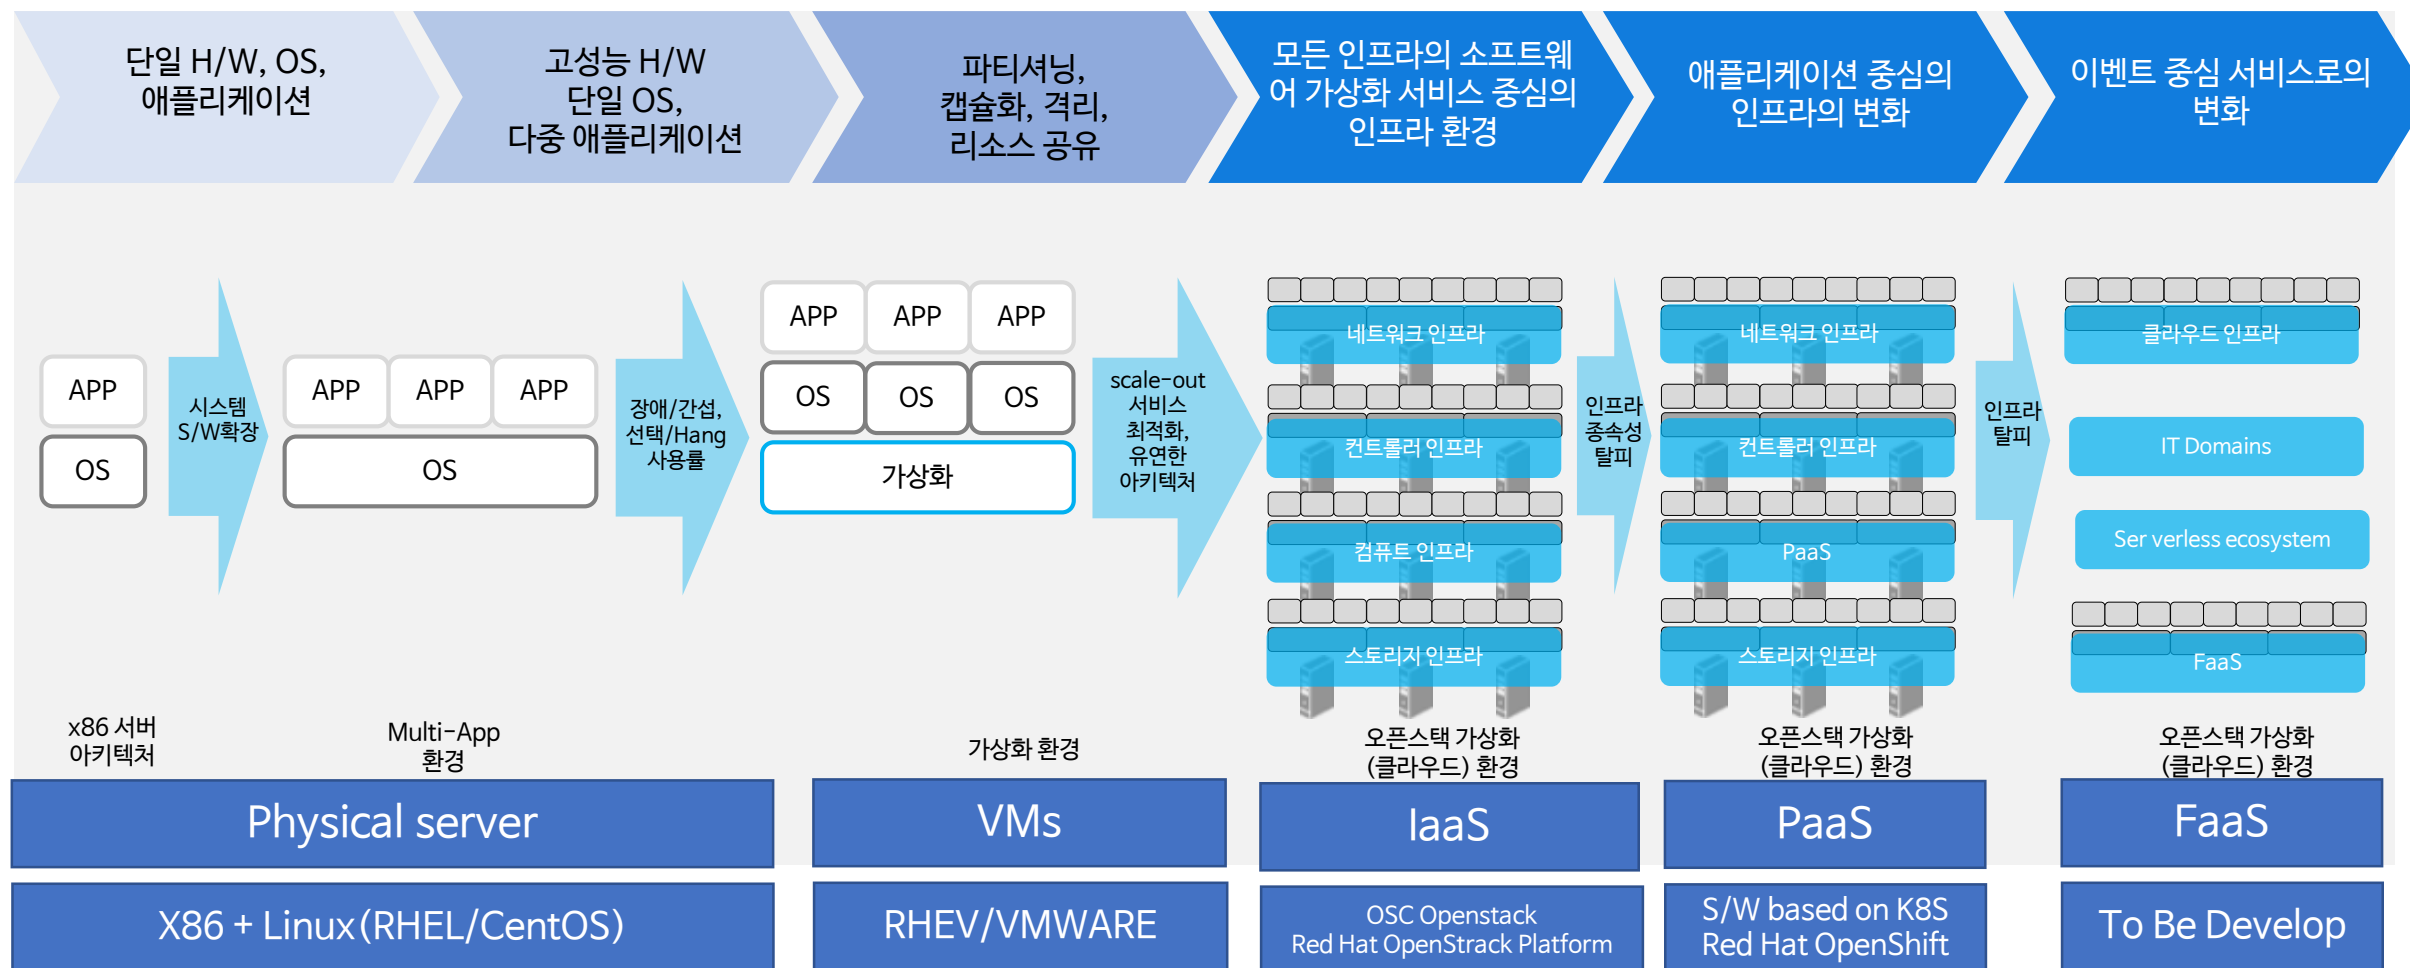 단일 H/W, OS,
애플리케이션
고성능 H/W
단일 OS,
다중 애플리케이션
파티셔닝,
캡슐화, 격리,
리소스 공유
모든 인프라의 소프트웨
어 가상화 서비스 중심의
인프라 환경
애플리케이션 중심의
인프라의 변화
이벤트 중심 서비스로의
변화
APP
OS
시스템
S/W확장
APP APP APP
OS
장애/간섭,
선택/Hang
사용률
APP APP APP
OS OS OS
가상화
scale-out
서비스
최적화,
유연한
아키텍처
네트워크 인프라
컨트롤러 인프라
컴퓨트 인프라
스토리지 인프라
인프라
종속성
탈피
네트워크 인프라
컨트롤러 인프라
PaaS
스토리지 인프라
인프라
탈피
클라우드 인프라
IT Domains
Ser verless ecosystem
FaaS
x86 서버
아키텍처
Multi-App
환경
가상화 환경
오픈스택 가상화
(클라우드) 환경
오픈스택 가상화
(클라우드) 환경
오픈스택 가상화
(클라우드) 환경
Physical server
VMs
IaaS
PaaS
FaaS
X86 + Linux(RHEL/CentOS)
RHEV/VMWARE
OSC Openstack
Red Hat OpenStrack Platform
S/W based on K8S
Red Hat OpenShift
To Be Develop